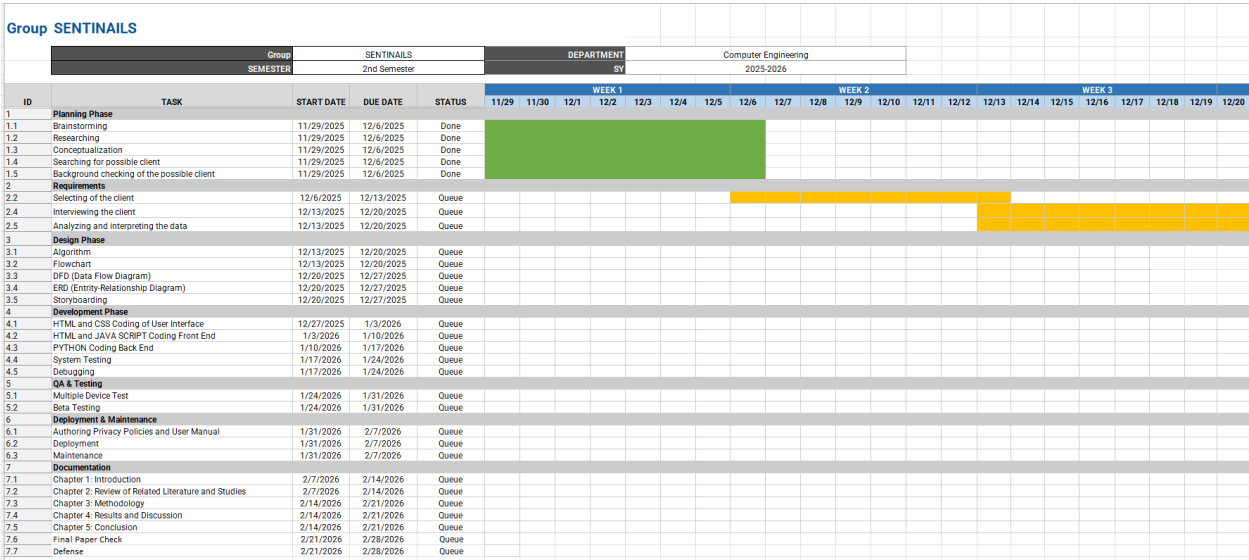 Group SENTINAILS
Group SENTINAILS DEPARTMENT Computer Engineering
SEMESTER 2nd Semester SY 2025-2026
WEEK 1 WEEK 2 WEEK 3
ID TASK START DATE DUE DATE STATUS 11/29 11/30 12/1 12/2 12/3 12/4 12/5 12/6 12/7 12/8 12/9 12/10 12/11 12/12 12/13 12/14 12/15 12/16 12/17 12/18 12/19 12/20
1 Planning Phase
1.1 Brainstorming 11/29/2025 12/6/2025 Done
1.2 Researching 11/29/2025 12/6/2025 Done
1.3 Conceptualization 11/29/2025 12/6/2025 Done
1.4 Searching for possible client 11/29/2025 12/6/2025 Done
1.5 Background checking of the possible client 11/29/2025 12/6/2025 Done
2 Requirements
2.2 Selecting of the client 12/6/2025 12/13/2025 Queue
2.4 Interviewing the client 12/13/2025 12/20/2025 Queue
2.5 Analyzing and interpreting the data 12/13/2025 12/20/2025 Queue
3 Design Phase
3.1 Algorithm 12/13/2025 12/20/2025 Queue
3.2 Flowchart 12/13/2025 12/20/2025 Queue
3.3 DFD (Data Flow Diagram) 12/20/2025 12/27/2025 Queue
3.4 ERD (Entrity-Relationship Diagram) 12/20/2025 12/27/2025 Queue
3.5 Storyboarding 12/20/2025 12/27/2025 Queue
4 Development Phase
4.1 HTML and CSS Coding of User Interface 12/27/2025 1/3/2026 Queue
4.2 HTML and JAVA SCRIPT Coding Front End 1/3/2026 1/10/2026 Queue
4.3 PYTHON Coding Back End 1/10/2026 1/17/2026 Queue
4.4 System Testing 1/17/2026 1/24/2026 Queue
4.5 Debugging 1/17/2026 1/24/2026 Queue
5 QA & Testing
5.1 Multiple Device Test 1/24/2026 1/31/2026 Queue
5.2 Beta Testing 1/24/2026 1/31/2026 Queue
6 Deployment & Maintenance
6.1 Authoring Privacy Policies and User Manual 1/31/2026 2/7/2026 Queue
6.2 Deployment 1/31/2026 2/7/2026 Queue
6.3 Maintenance 1/31/2026 2/7/2026 Queue
7 Documentation
7.1 Chapter 1: Introduction 2/7/2026 2/14/2026 Queue
7.2 Chapter 2: Review of Related Literature and Studies 2/7/2026 2/14/2026 Queue
7.3 Chapter 3: Methodology 2/14/2026 2/21/2026 Queue
7.4 Chapter 4: Results and Discussion 2/14/2026 2/21/2026 Queue
7.5 Chapter 5: Conclusion 2/14/2026 2/21/2026 Queue
7.6 Final Paper Check 2/21/2026 2/28/2026 Queue
7.7 Defense 2/21/2026 2/28/2026 Queue